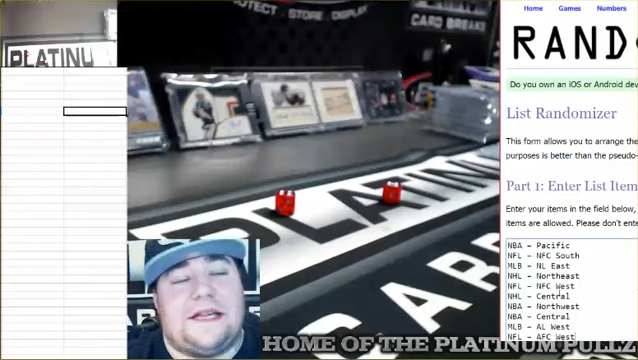 PLATINU
PROTECT . STORE . DISPLAY
CARD BREAKS
PLATINU
CAR
HOME OF THE PLATINUM PULLZ
Home Games Numbers
RAND
Do you own an iOS or Android dev
List Randomizer
This form allows you to arrange the
purposes is better than the pseudo-
Part 1: Enter List Item
Enter your items in the field below,
items are allowed. Please don't ente
NBA - Pacific
NFL - NFC South
MLB - NL East
NHL - Northeast
NFL - NFC West
NHL - Central
NBA - Northwest
NBA - Central
MLB - AL West
NFL - AFC West